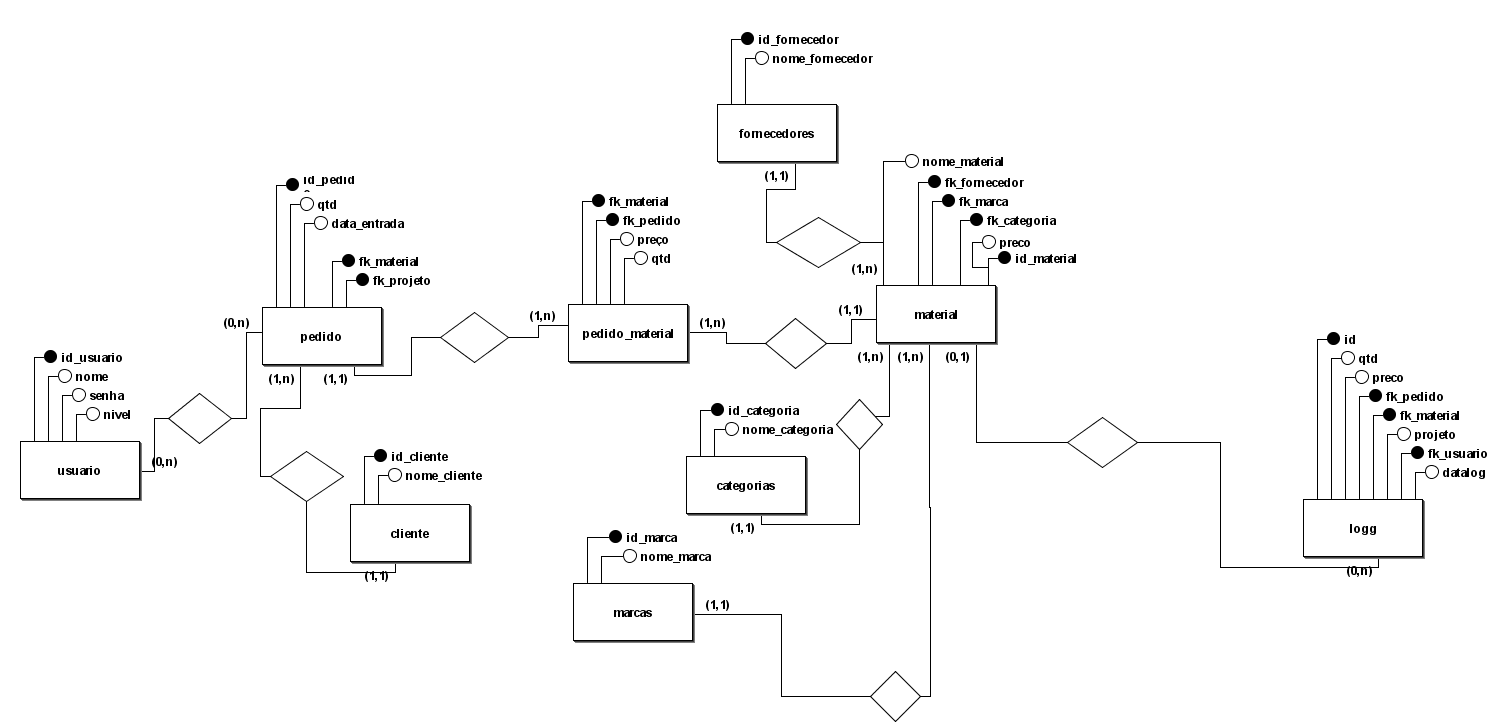 id_fornecedor
nome_fornecedor
fornecedores
(1,1)
nome_material
fk_fornecedor
fk_marca
fk_categoria
preco
id_material
(1,n)
material
(1,1)
(1,n)
(1,n)
(0,1)
id_pedid
qtd
data_entrada
fk_material
fk_projeto
pedido
(0,n)
(1,n)
(1,1)
fk_material
fk_pedido
preço
qtd
(1,n)
pedido_material
(1,n)
id_usuario
nome
senha
nivel
usuario
(0,n)
id_cliente
nome_cliente
cliente
(1,1)
id_categoria
nome_categoria
categorias
(1,1)
id_marca
nome_marca
marcas
(1,1)
id
qtd
preco
fk_pedido
fk_material
projeto
fk_usuario
datalog
logg
(0,n)